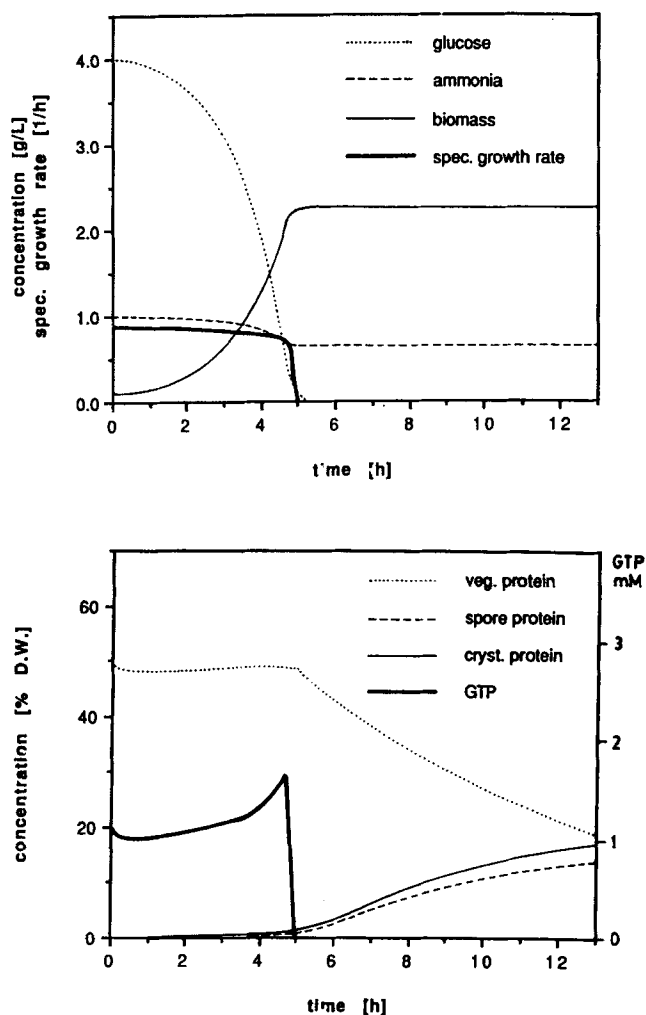 glucose
ammonia
biomass
spec. growth rate
concentration [g/L]
spec. growth rate [1/h]
4.0
3.0
2.0
1.0
0.0
0 2 4 6 8 10 12
time [h]
GTP
mM
veg. protein
spore protein
cryst. protein
GTP
concentration [% D.W.]
60
40
20
0
3
2
1
0
0 2 4 6 8 10 12
time [h]